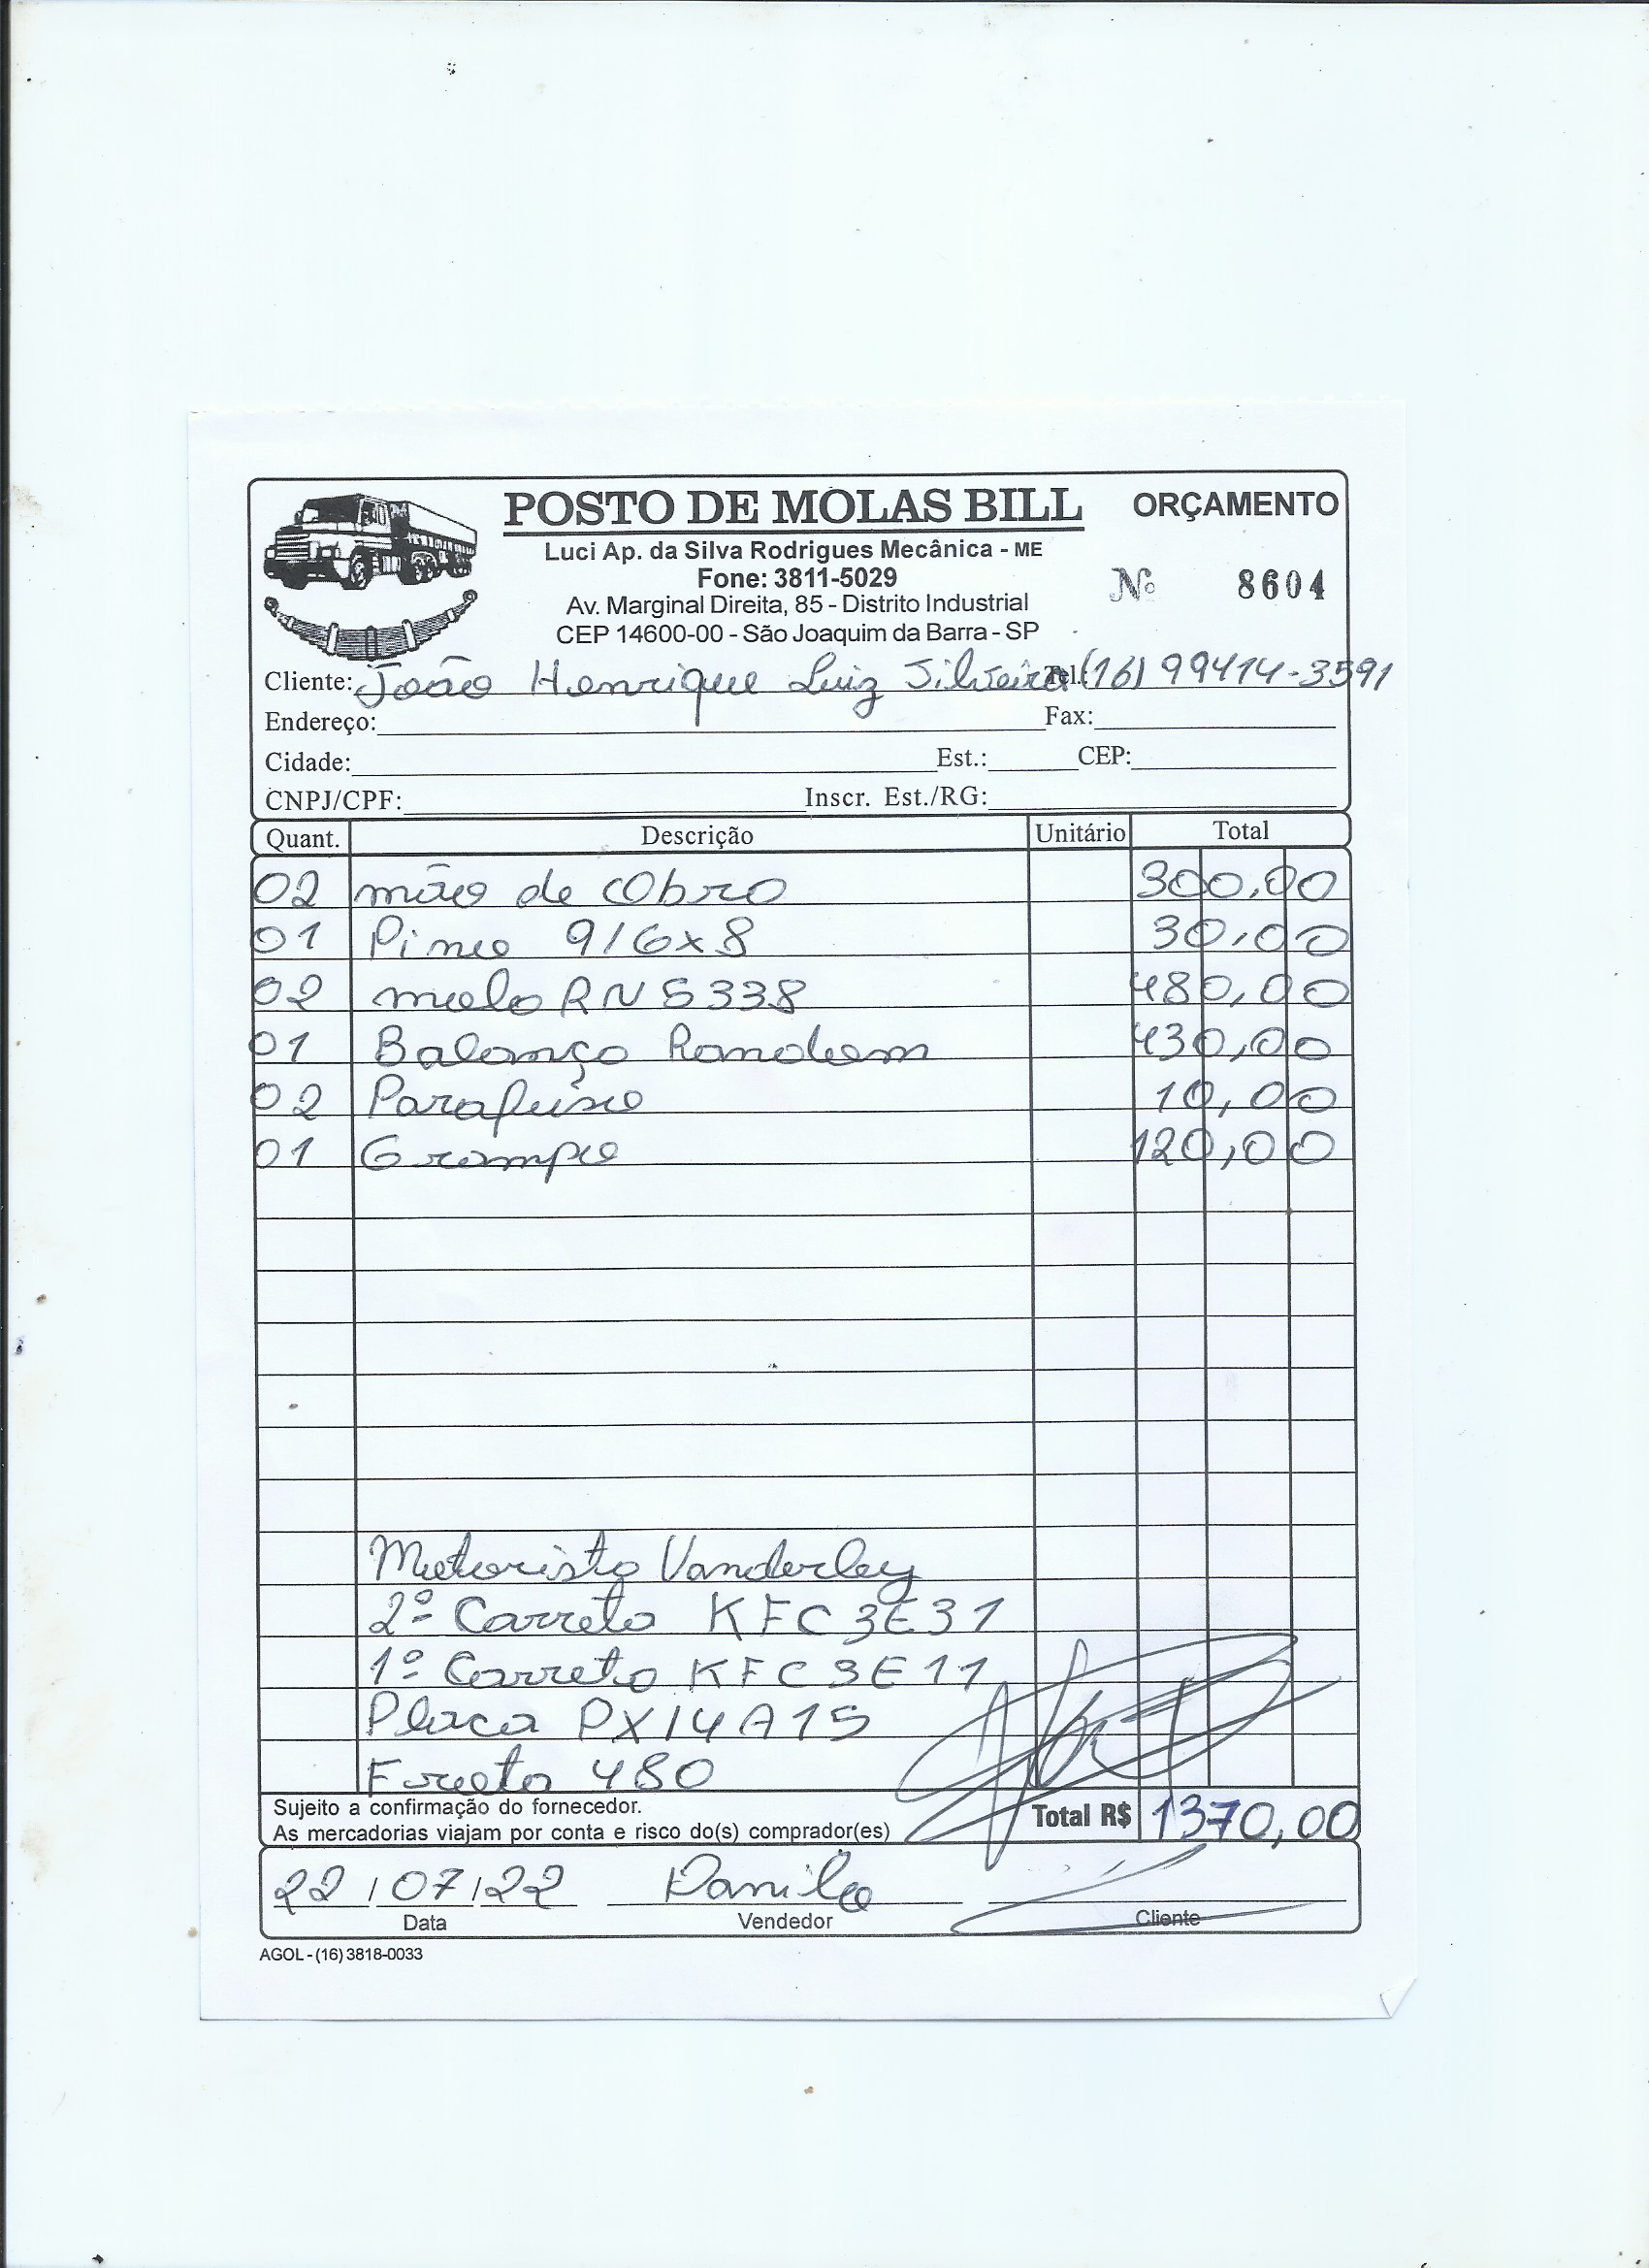 POSTO DE MOLAS BILL
ORÇAMENTO
Luci Ap. da Silva Rodrigues Mecânica - ME
Fone: 3811-5029
Nº 8604
Av. Marginal Direita, 85 - Distrito Industrial
CEP 14600-00 - São Joaquim da Barra - SP
Cliente: João Henrique Luiz Silveira Tel.: (16) 99414-3591
Endereço: Fax:
Cidade: Est.: CEP:
CNPJ/CPF: Inscr. Est./RG:
Quant. Descrição Unitário Total
02 mão de Obra 300,00
01 Pino 9/6x8 30,00
02 mola RN5338 480,00
01 Balança Random 430,00
02 Parafuso 10,00
01 Grampo 120,00
Motorista Vanderley
2º Carreta KFC3E31
1º Carreta KFC3E11
Placa PXI4A15
Frota 480
Sujeito a confirmação do fornecedor.
As mercadorias viajam por conta e risco do(s) comprador(es)
Total R$ 1370,00
22/07/22 Danilo
Data Vendedor Cliente
AGOL - (16) 3818-0033